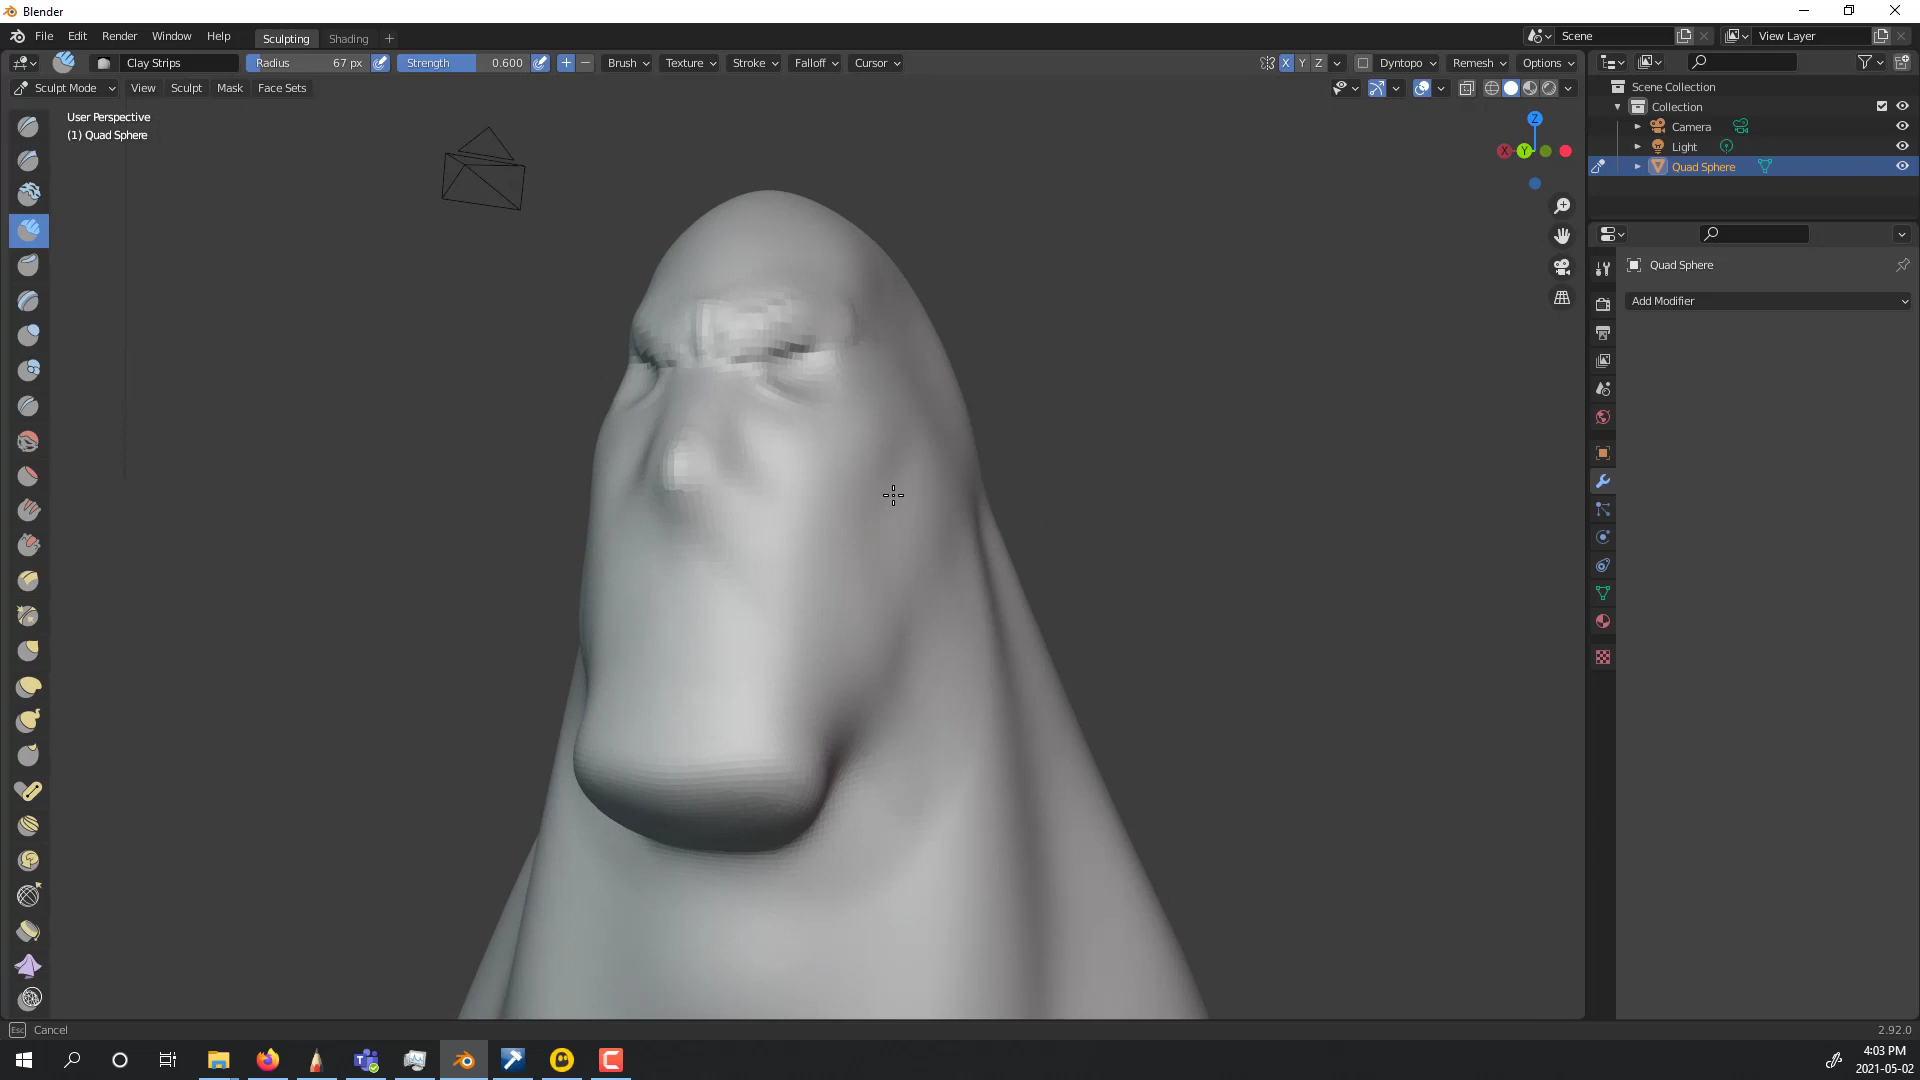 Blender
File Edit Render Window Help Sculpting Shading + Scene View Layer
Clay Strips Radius 67 px Strength 0.600 Brush Texture Stroke Falloff Cursor X Y Z Dyntopo Remesh Options
Sculpt Mode View Sculpt Mask Face Sets
User Perspective
(1) Quad Sphere
Z
X Y
Scene Collection
Collection
Camera
Light
Quad Sphere
Quad Sphere
Add Modifier
Esc Cancel 2.92.0
4:03 PM
2021-05-02